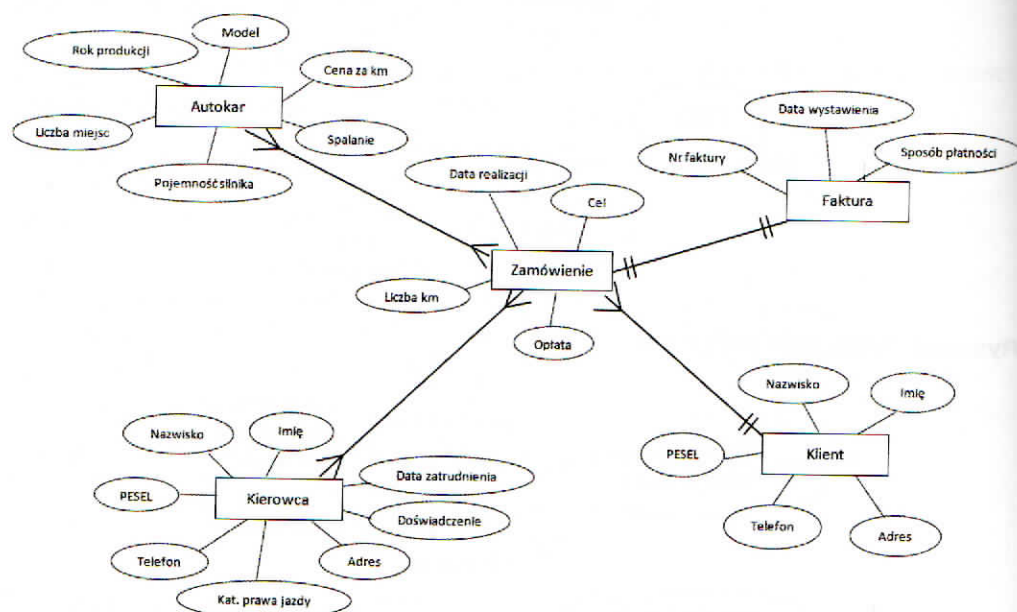 Model
Rok produkcji
Cena za km
Autokar
Liczba miejsc
Spalanie
Pojemność silnika
Data wystawienia
Nr faktury
Sposób płatności
Faktura
Data realizacji
Cel
Zamówienie
Liczba km
Opłata
Nazwisko
Imię
PESEL
Klient
Telefon
Adres
Nazwisko
Imię
Data zatrudnienia
PESEL
Kierowca
Doświadczenie
Telefon
Adres
Kat. prawa jazdy